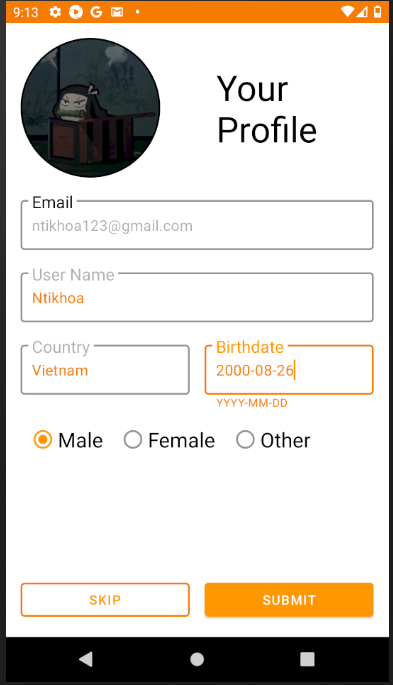 9:13
Your
Profile
Email
ntikhoa123@gmail.com
User Name
Ntikhoa
Country
Birthdate
Vietnam
2000-08-26
YYYY-MM-DD
Male
Female
Other
SKIP
SUBMIT